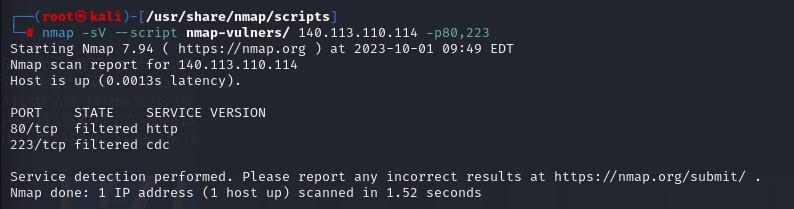 ┌──(root㉿kali)-[/usr/share/nmap/scripts]
└─# nmap -sV --script nmap-vulners/ 140.113.110.114 -p80,223
Starting Nmap 7.94 ( https://nmap.org ) at 2023-10-01 09:49 EDT
Nmap scan report for 140.113.110.114
Host is up (0.0013s latency).

PORT    STATE    SERVICE VERSION
80/tcp  filtered http
223/tcp filtered cdc

Service detection performed. Please report any incorrect results at https://nmap.org/submit/ .
Nmap done: 1 IP address (1 host up) scanned in 1.52 seconds